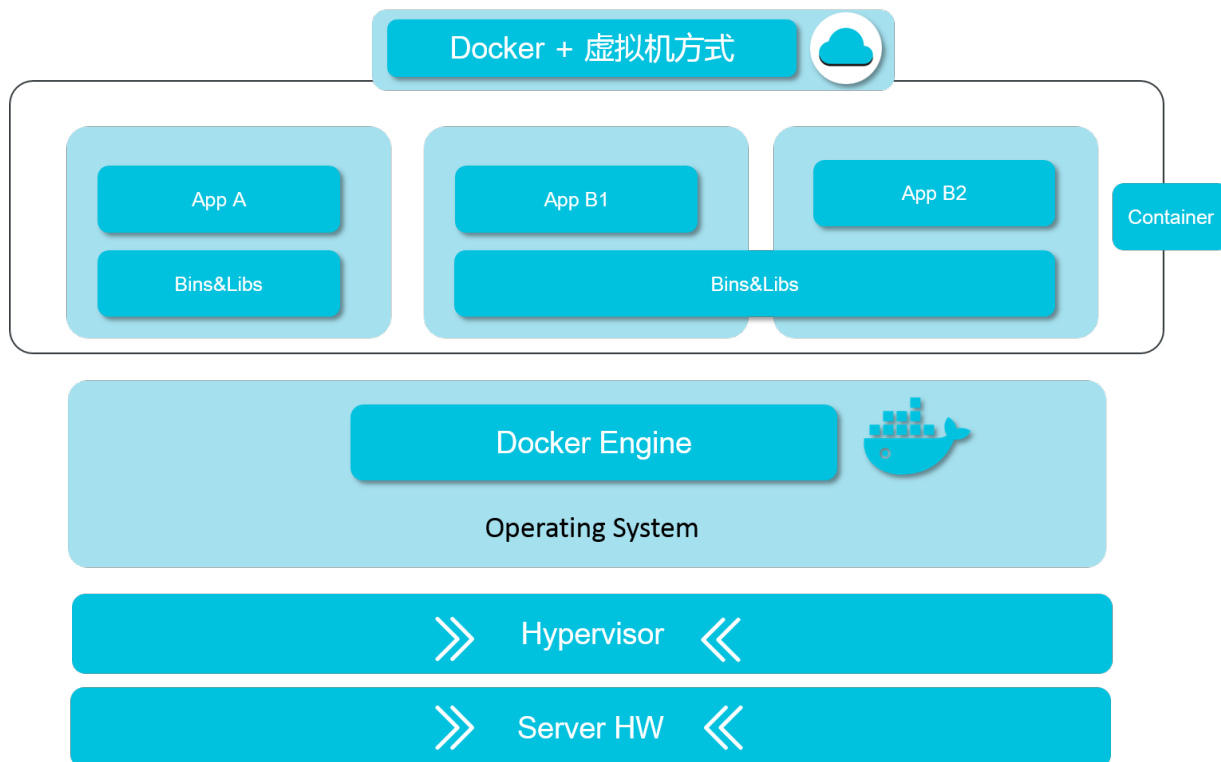 Docker + 虚拟机方式
App A
App B1
App B2
Container
Bins&Libs
Bins&Libs
Docker Engine
Operating System
Hypervisor
Server HW